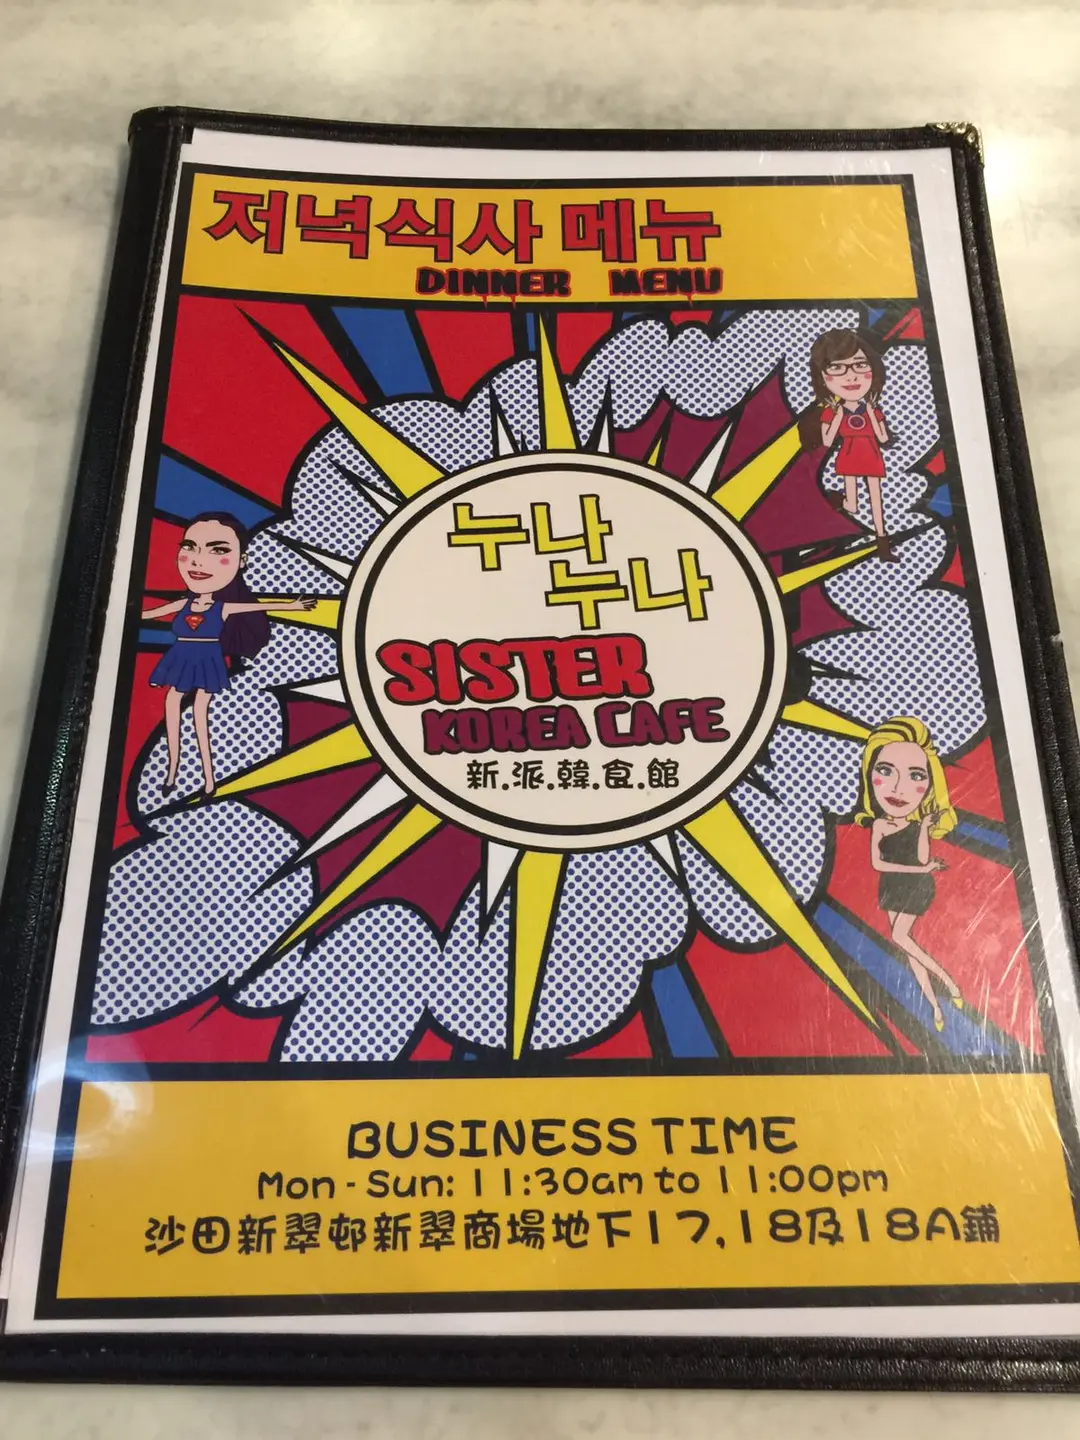 저녁식사 메뉴
DINNER MENU
누나
누나
SISTER
KOREA CAFE
新.派.韓.食.館
BUSINESS TIME
Mon - Sun: 11:30am to 11:00pm
沙田新翠邨新翠商場地下17,18及18A鋪